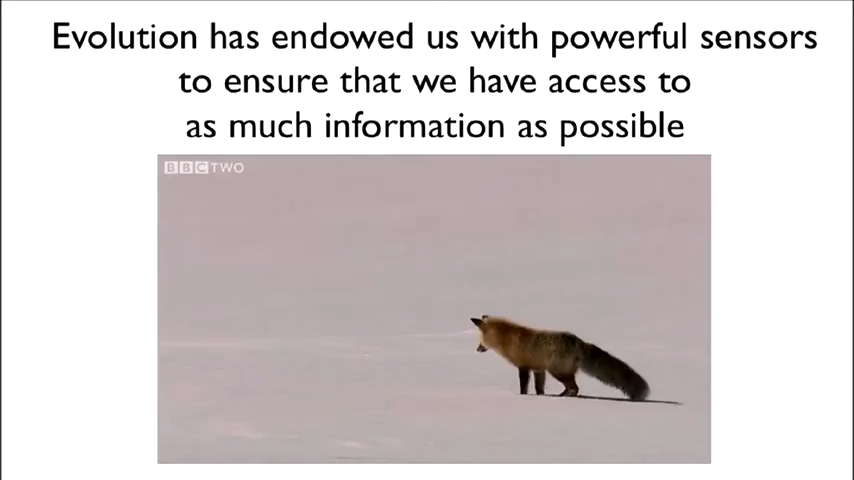 Evolution has endowed us with powerful sensors
to ensure that we have access to
as much information as possible
BBC TWO